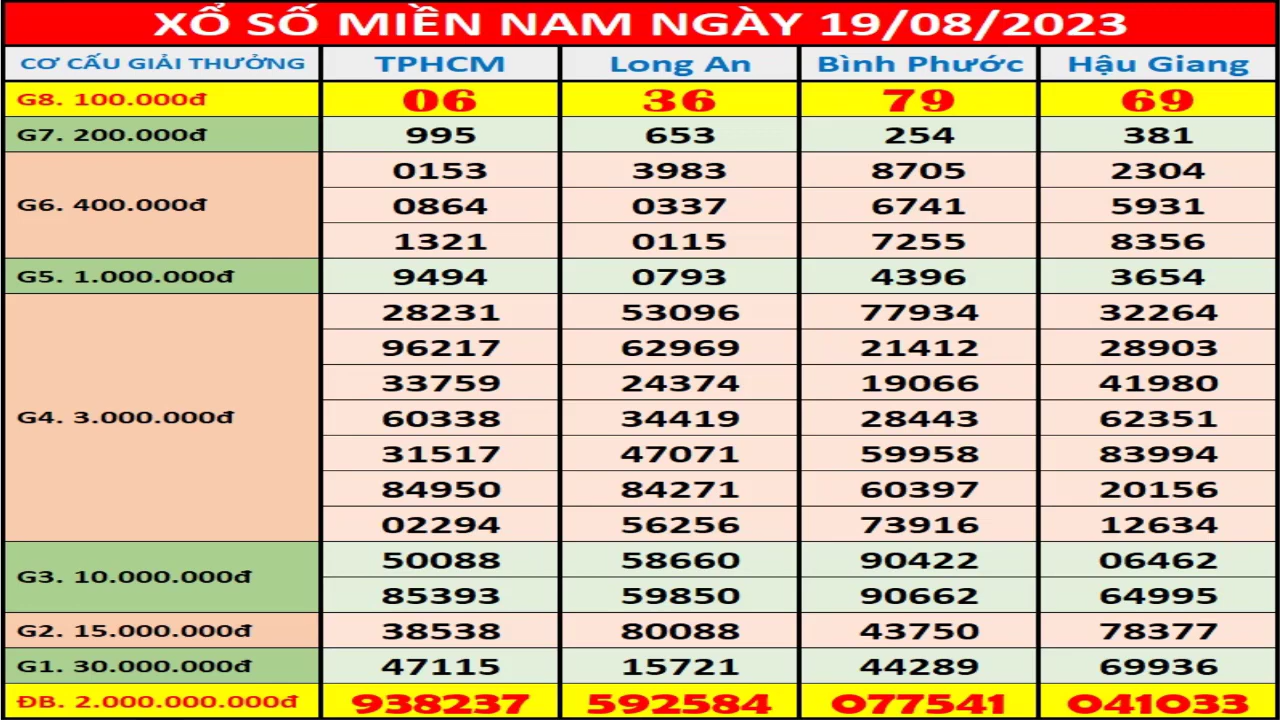 XỔ SỐ MIỀN NAM NGÀY 19/08/2023
CƠ CẤU GIẢI THƯỞNG TPHCM Long An Bình Phước Hậu Giang
G8. 100.000đ 06 36 79 69
G7. 200.000đ 995 653 254 381
0153 3983 8705 2304
G6. 400.000đ 0864 0337 6741 5931
1321 0115 7255 8356
G5. 1.000.000đ 9494 0793 4396 3654
28231 53096 77934 32264
96217 62969 21412 28903
33759 24374 19066 41980
G4. 3.000.000đ 60338 34419 28443 62351
31517 47071 59958 83994
84950 84271 60397 20156
02294 56256 73916 12634
G3. 10.000.000đ 50088 58660 90422 06462
85393 59850 90662 64995
G2. 15.000.000đ 38538 80088 43750 78377
G1. 30.000.000đ 47115 15721 44289 69936
ĐB. 2.000.000.000đ 938237 592584 077541 041033